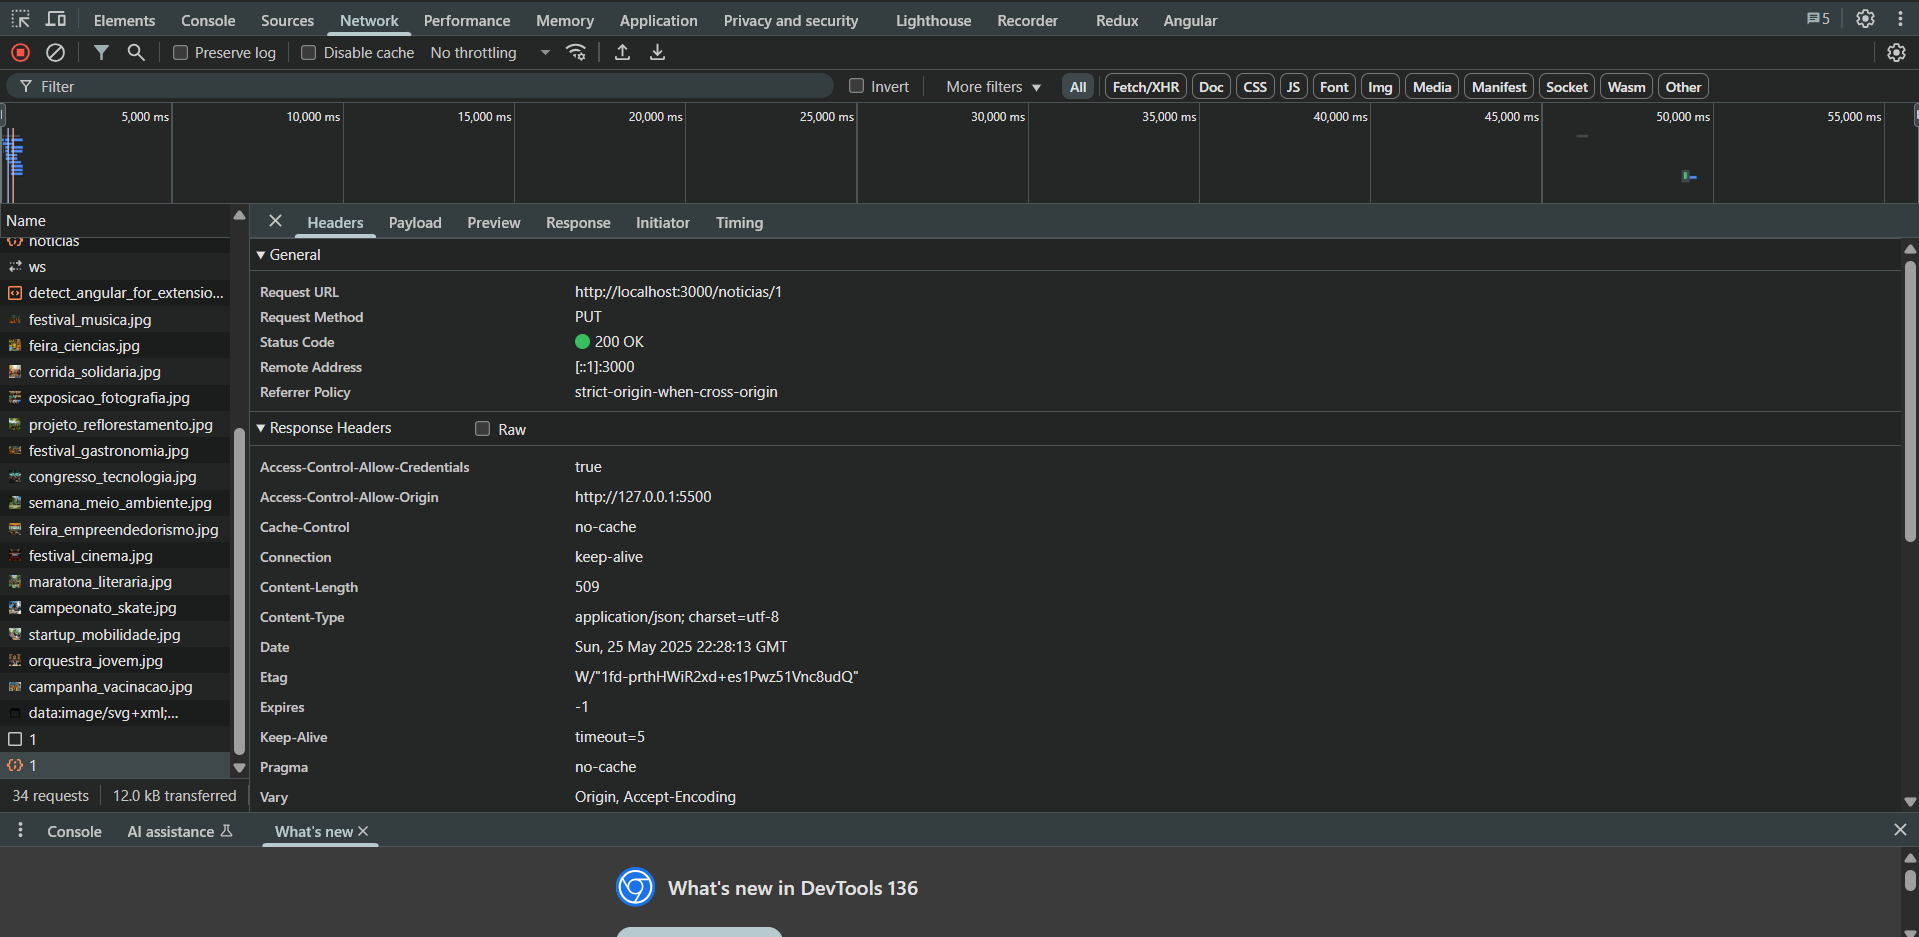 Elements Console Sources Network Performance Memory Application Privacy and security Lighthouse Recorder Redux Angular 5
Preserve log Disable cache No throttling
Filter Invert More filters All Fetch/XHR Doc CSS JS Font Img Media Manifest Socket Wasm Other
5,000 ms 10,000 ms 15,000 ms 20,000 ms 25,000 ms 30,000 ms 35,000 ms 40,000 ms 45,000 ms 50,000 ms 55,000 ms
Name
noticias
ws
detect_angular_for_extensio...
festival_musica.jpg
feira_ciencias.jpg
corrida_solidaria.jpg
exposicao_fotografia.jpg
projeto_reflorestamento.jpg
festival_gastronomia.jpg
congresso_tecnologia.jpg
semana_meio_ambiente.jpg
feira_empreendedorismo.jpg
festival_cinema.jpg
maratona_literaria.jpg
campeonato_skate.jpg
startup_mobilidade.jpg
orquestra_jovem.jpg
campanha_vacinacao.jpg
data:image/svg+xml;...
1
1
34 requests 12.0 kB transferred
Headers Payload Preview Response Initiator Timing
General
Request URL http://localhost:3000/noticias/1
Request Method PUT
Status Code 200 OK
Remote Address [::1]:3000
Referrer Policy strict-origin-when-cross-origin
Response Headers Raw
Access-Control-Allow-Credentials true
Access-Control-Allow-Origin http://127.0.0.1:5500
Cache-Control no-cache
Connection keep-alive
Content-Length 509
Content-Type application/json; charset=utf-8
Date Sun, 25 May 2025 22:28:13 GMT
Etag W/"1fd-prthHWiR2xd+es1Pwz51Vnc8udQ"
Expires -1
Keep-Alive timeout=5
Pragma no-cache
Vary Origin, Accept-Encoding
Console AI assistance What's new
What's new in DevTools 136